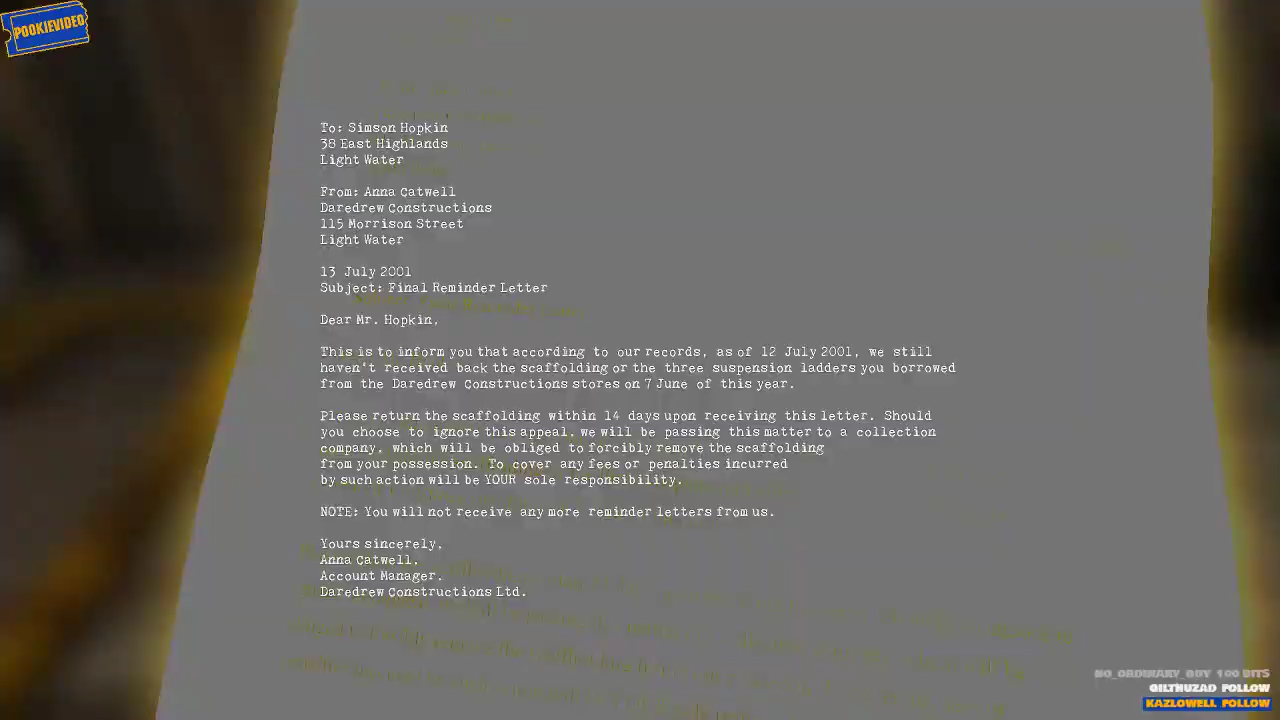 POOKIEVIDEO
To: Simson Hopkin
38 East Highlands
Light Water
From: Anna Catwell
Daredrew Constructions
115 Morrison Street
Light Water
13 July 2001
Subject: Final Reminder Letter
Dear Mr. Hopkin,
This is to inform you that according to our records, as of 12 July 2001, we still
haven't received back the scaffolding or the three suspension ladders you borrowed
from the Daredrew Constructions stores on 7 June of this year.
Please return the scaffolding within 14 days upon receiving this letter. Should
you choose to ignore this appeal, we will be passing this matter to a collection
company, which will be obliged to forcibly remove the scaffolding
from your possession. To cover any fees or penalties incurred
by such action will be YOUR sole responsibility.
NOTE: You will not receive any more reminder letters from us.
Yours sincerely,
Anna Catwell,
Account Manager,
Daredrew Constructions Ltd.
NO_ORDINARY_GUY 100 BITS
QILTHUZAD FOLLOW
KAZLOWELL FOLLOW